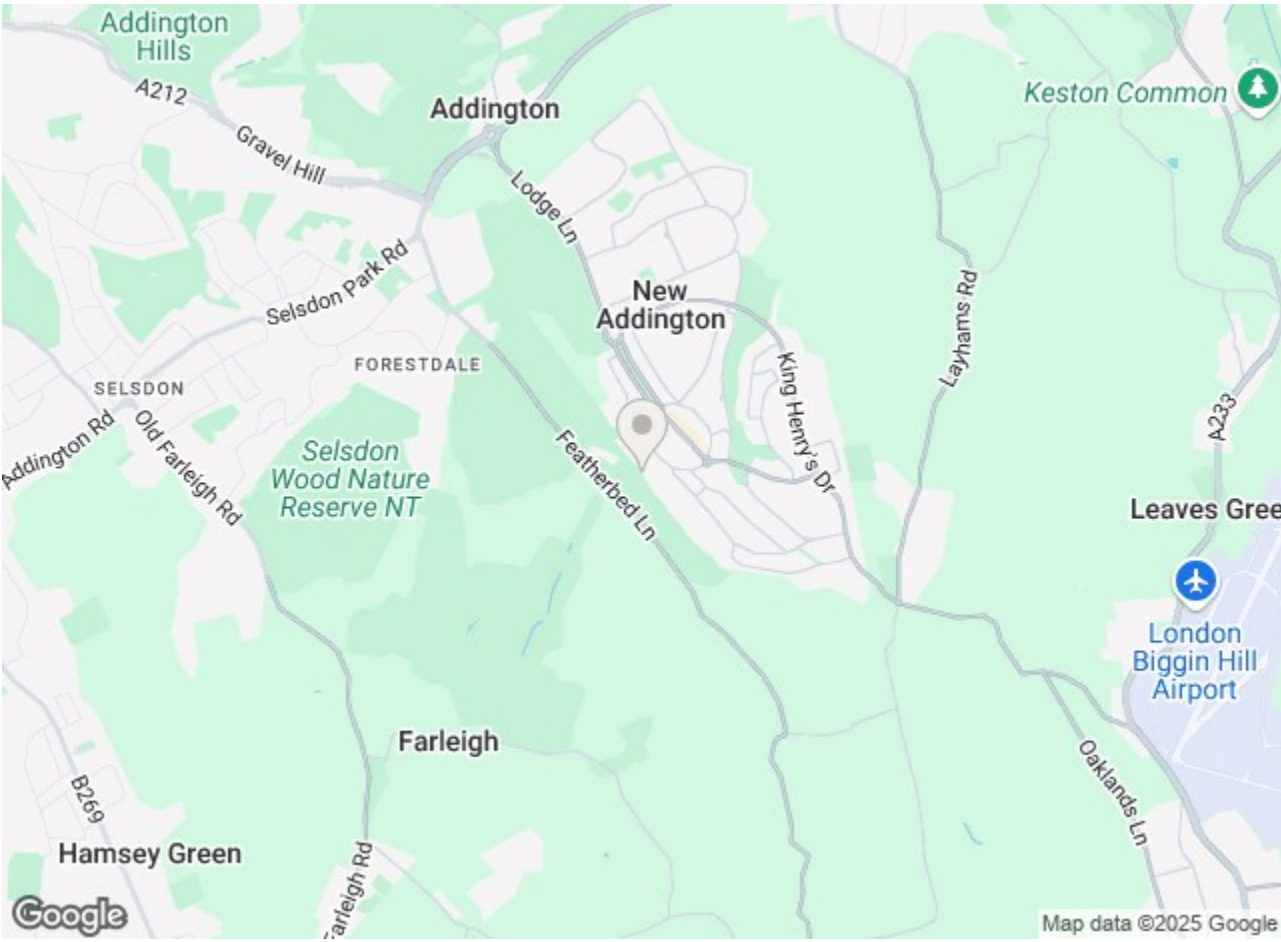 Addington
Hills
A212
Gravel Hill
Addington
Keston Common
Lodge Ln
Selsdon Park Rd
New
Addington
Layhams Rd
FORESTDALE
SELSDON
King Henry's Dr
A233
Addington Rd
Old Farleigh Rd
Selsdon
Wood Nature
Reserve NT
Featherbed Ln
Leaves Gree
London
Biggin Hill
Airport
Farleigh
Oaklands Ln
B269
Hamsey Green
Farleigh Rd
Google
Map data ©2025 Google